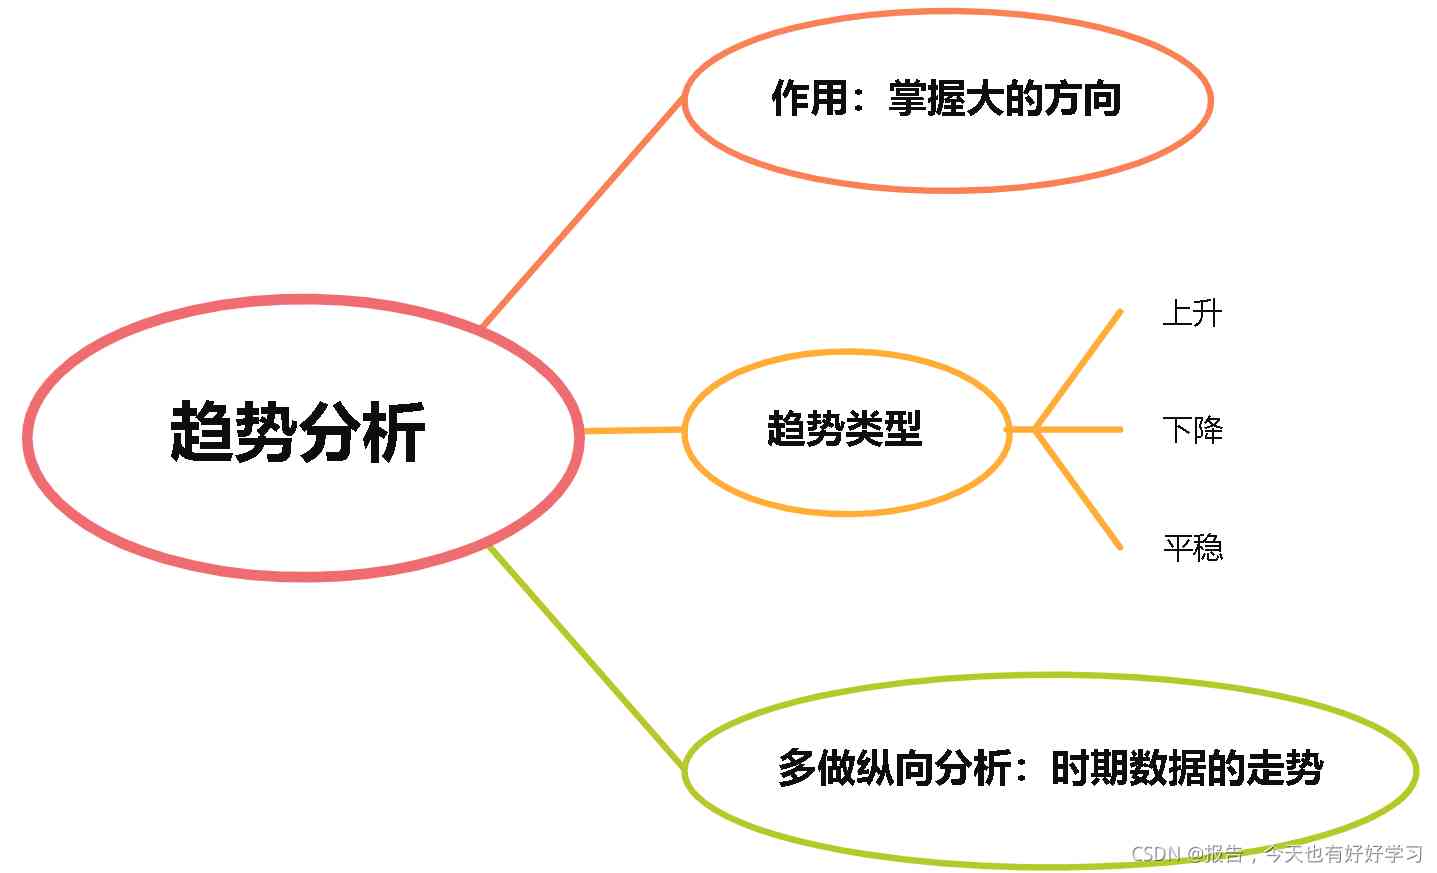 作用：掌握大的方向
上升
趋势分析
趋势类型
下降
平稳
多做纵向分析：时期数据的走势
CSDN @报告，今天也有好好学习